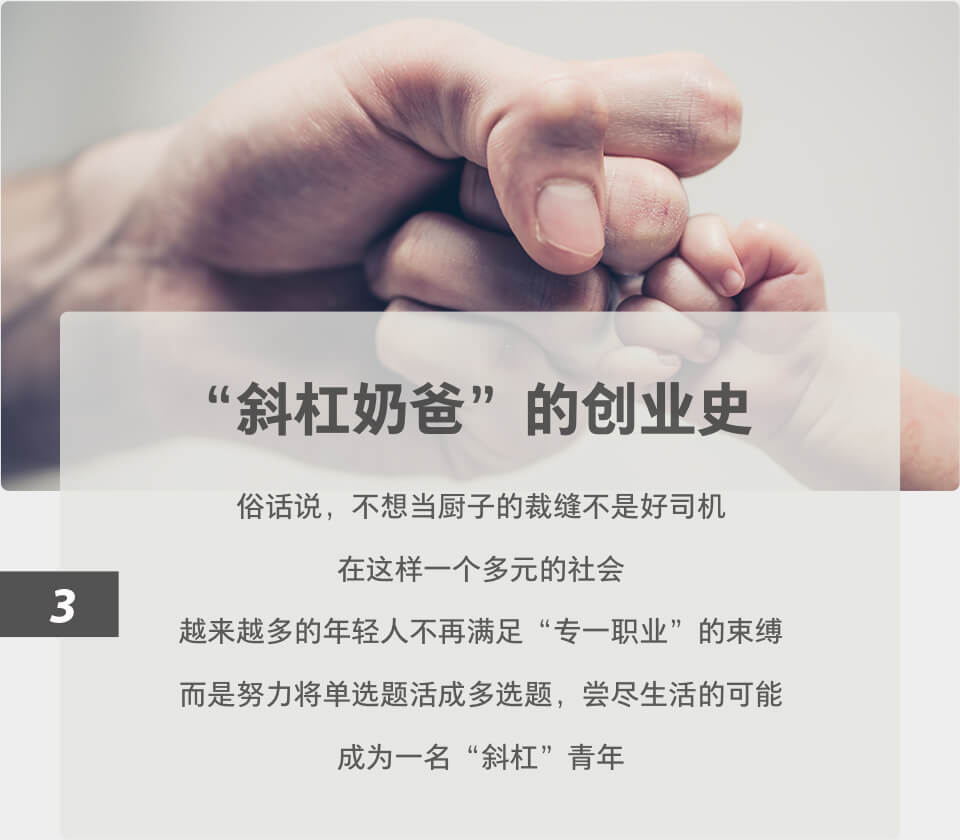 “斜杠奶爸”的创业史
俗话说，不想当厨子的裁缝不是好司机
在这样一个多元的社会
3
越来越多的年轻人不再满足“专一职业”的束缚
而是努力将单选题活成多选题，尝尽生活的可能
成为一名“斜杠”青年